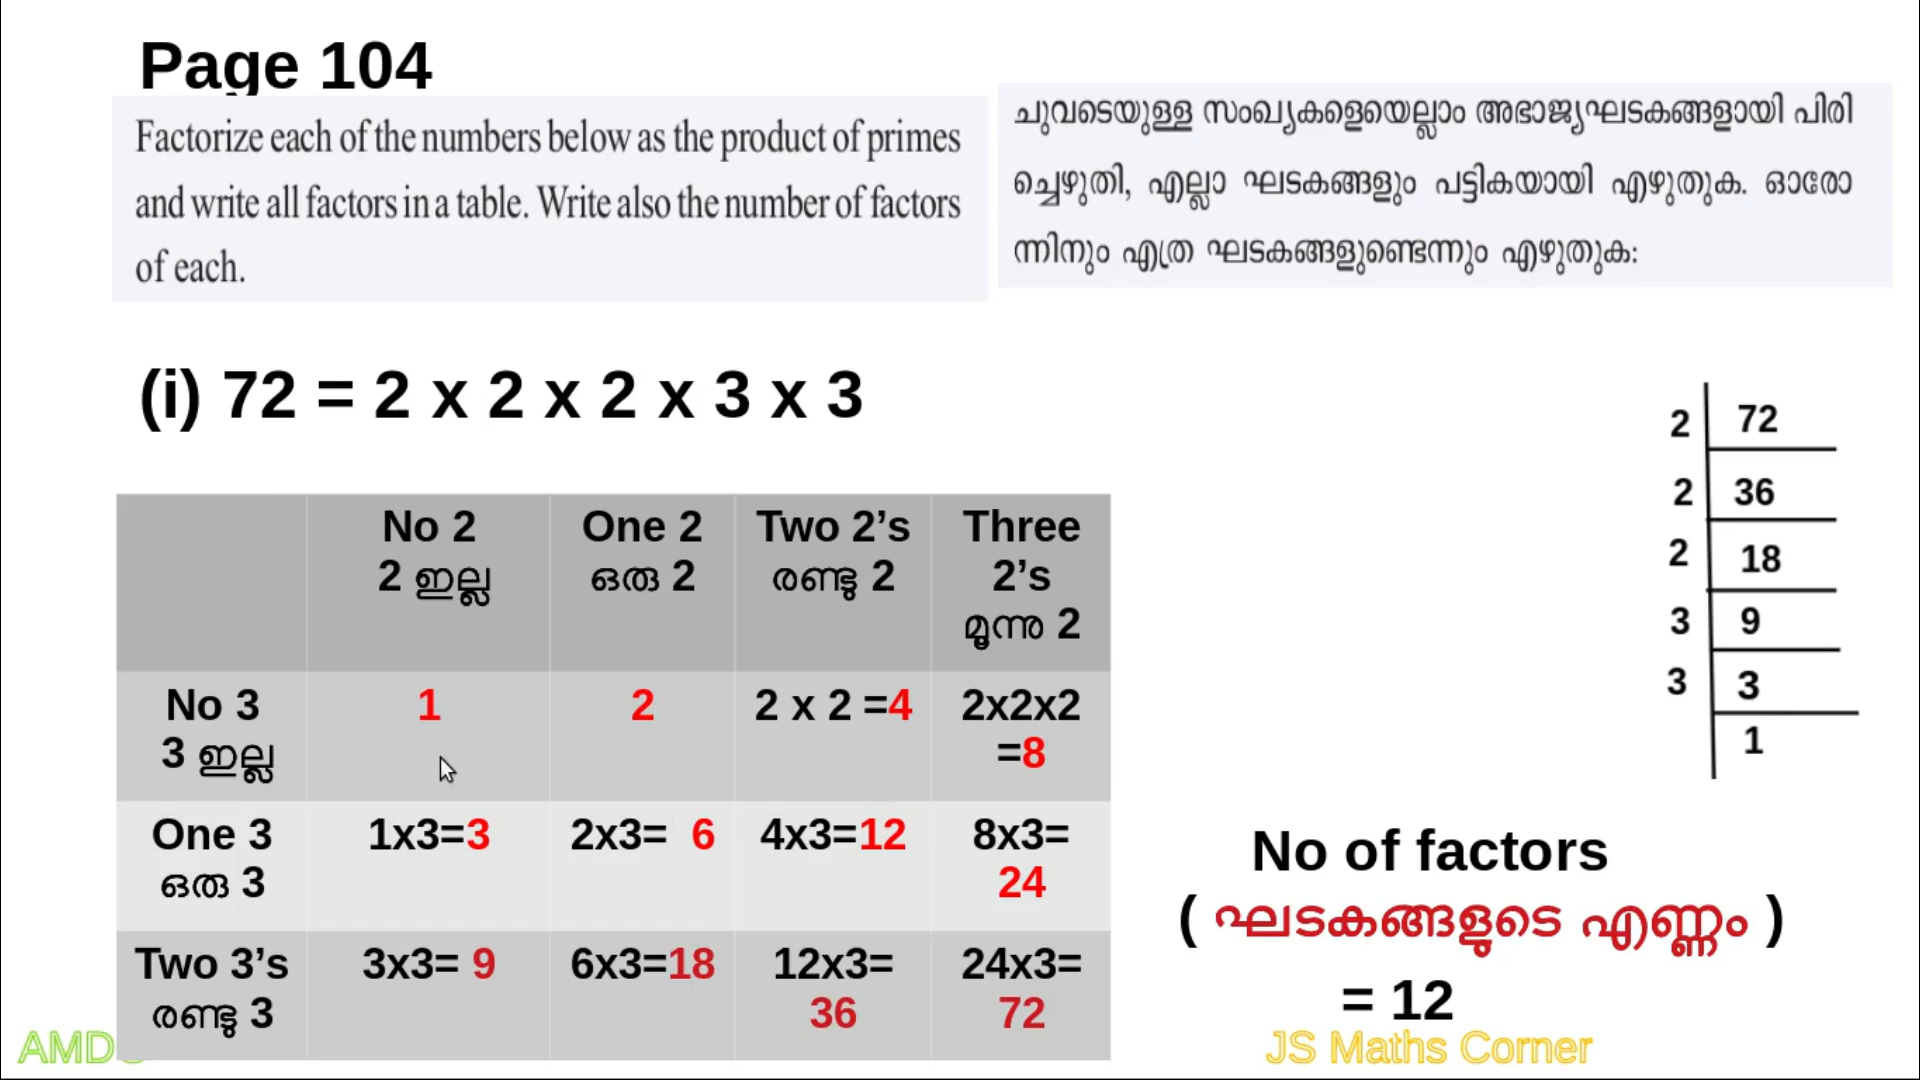 Page 104
Factorize each of the numbers below as the product of primes
and write all factors in a table. Write also the number of factors
of each.
ചുവടെയുള്ള സംഖ്യകളെയെല്ലാം അഭാജ്യഘടകങ്ങളായി പിരി
ച്ചെഴുതി, എല്ലാ ഘടകങ്ങളും പട്ടികയായി എഴുതുക. ഓരോ
ന്നിനും എത്ര ഘടകങ്ങളുണ്ടെന്നും എഴുതുക:
(i) 72 = 2 x 2 x 2 x 3 x 3
2 72
2 36
2 18
3 9
3 3
1
No 2 One 2 Two 2’s Three
2 ഇല്ല ഒരു 2 രണ്ടു 2 2’s
മൂന്നു 2
No 3 1 2 2 x 2 =4 2x2x2
3 ഇല്ല =8
One 3 1x3=3 2x3= 6 4x3=12 8x3=
ഒരു 3 24
Two 3’s 3x3= 9 6x3=18 12x3= 24x3=
രണ്ടു 3 36 72
No of factors
( ഘടകങ്ങളുടെ എണ്ണം )
= 12
JS Maths Corner